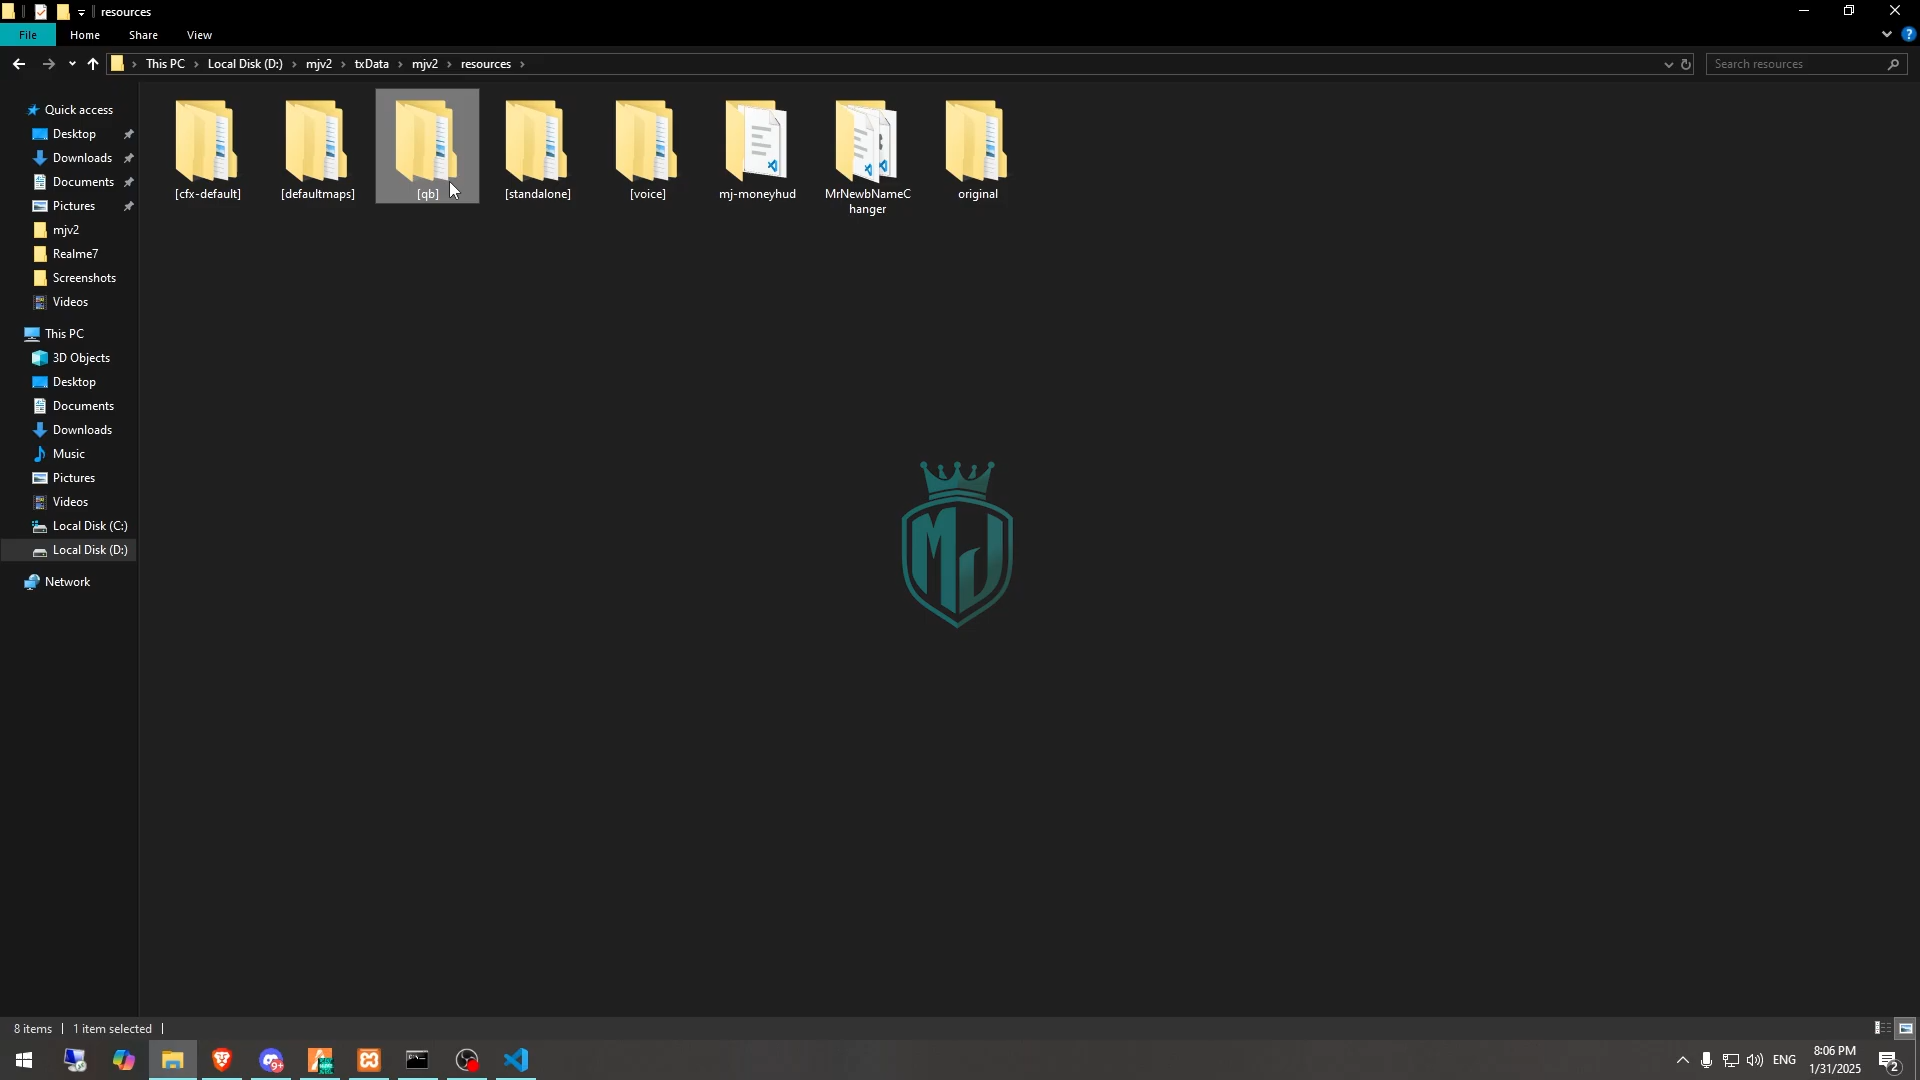 resources
File
Home
Share
View
This PC
Local Disk (D:)
mjv2
txData
mjv2
resources
Search resources
Quick access
Desktop
Downloads
Documents
Pictures
mjv2
Realme7
Screenshots
Videos
This PC
3D Objects
Desktop
Documents
Downloads
Music
Pictures
Videos
Local Disk (C:)
Local Disk (D:)
Network
[cfx-default]
[defaultmaps]
[qb]
[standalone]
[voice]
mj-moneyhud
MrNewbNameC
hanger
original
MJ
8 items
1 item selected
9+
ENG
8:06 PM
1/31/2025
2